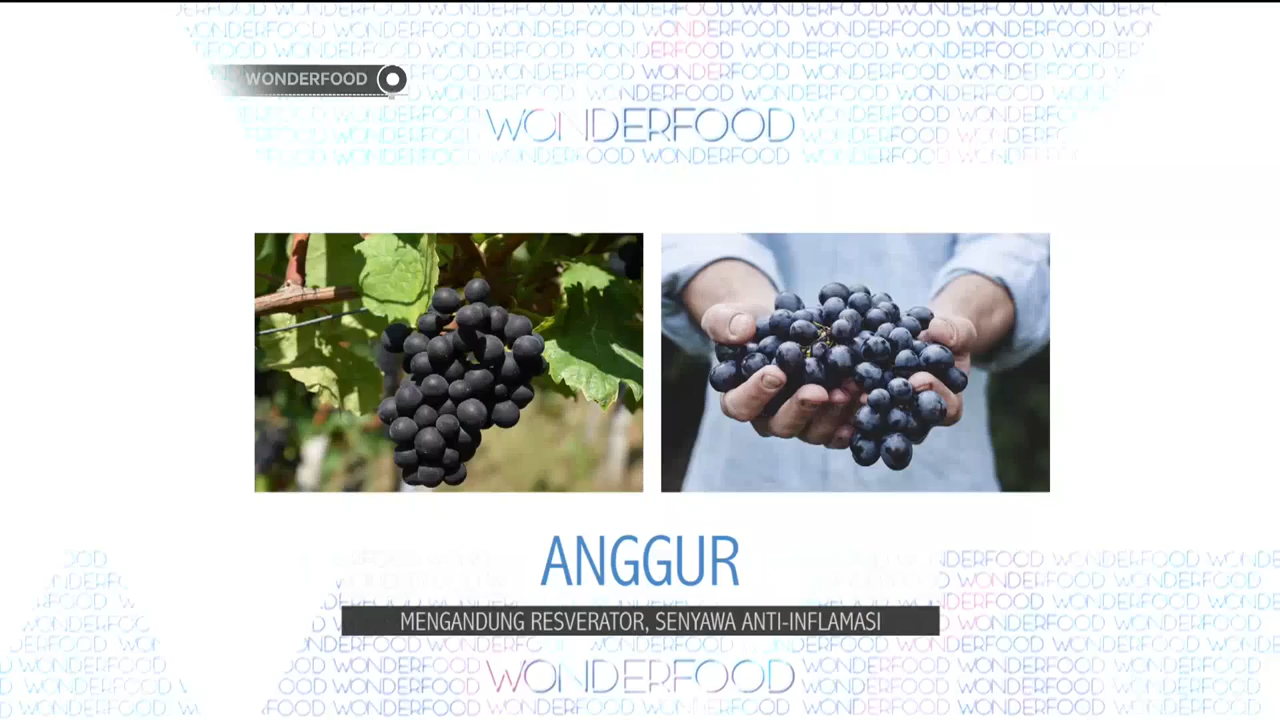 WONDERFOOD
WONDERFOOD
ANGGUR
MENGANDUNG RESVERATOR, SENYAWA ANTI-INFLAMASI
WONDERFOOD